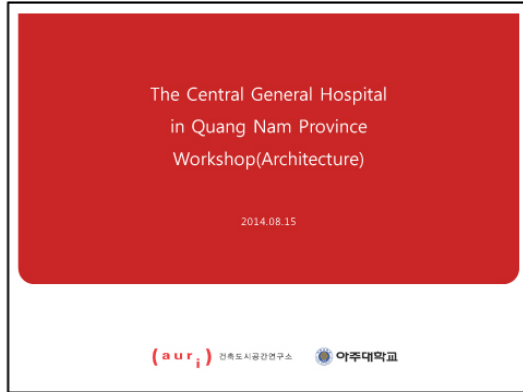 The Central General Hospital
in Quang Nam Province
Workshop(Architecture)
2014.08.15
(auri) 건축도시공간연구소 아주대학교